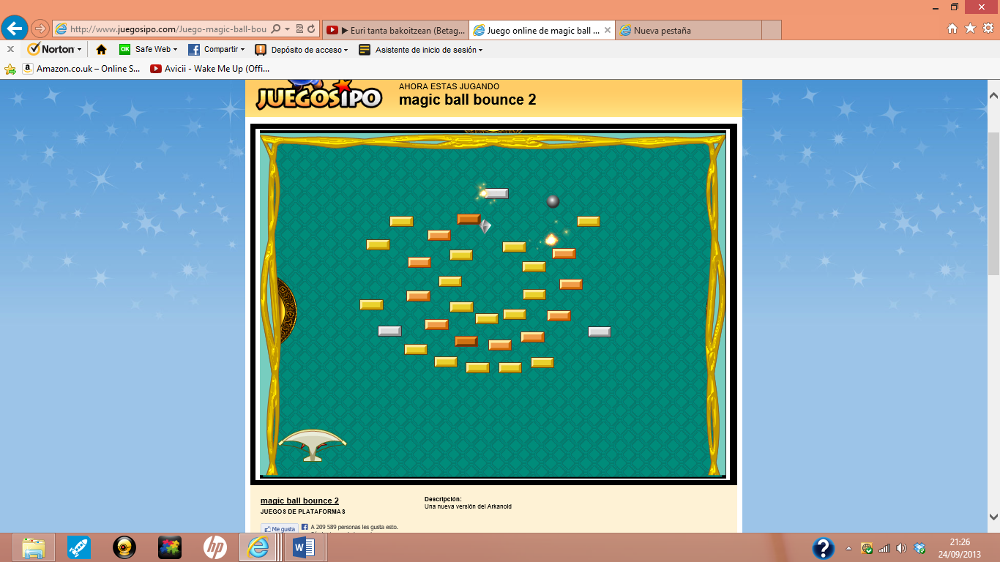 http://www.juegosipo.com/Juego-magic-ball-bou
▶ Euri tanta bakoitzean (Betag...
Juego online de magic ball ...
Nueva pestaña
Norton
OK
Safe Web
Compartir
Depósito de acceso
Asistente de inicio de sesión
Amazon.co.uk – Online S...
Avicii - Wake Me Up (Offi...
JUEGOSIPO
AHORA ESTAS JUGANDO
magic ball bounce 2
magic ball bounce 2
JUEGOS DE PLATAFORMAS
Descripción:
Una nueva versión del Arkanoid
Me gusta
A 209 589 personas les gusta esto.
hp
21:26
24/09/2013